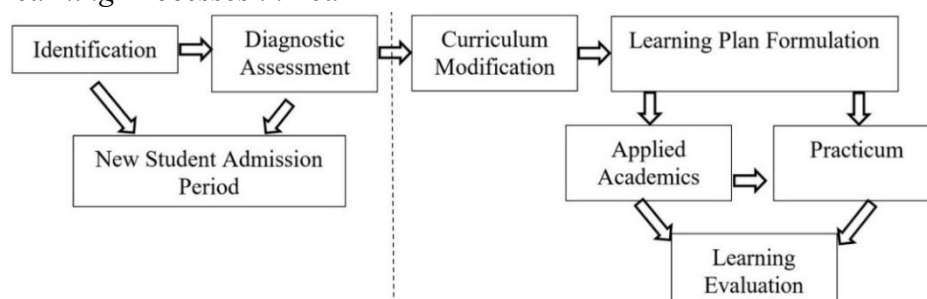 Identification
Diagnostic
Assessment
Curriculum
Modification
Learning Plan Formulation
New Student Admission
Period
Applied
Academics
Practicum
Learning
Evaluation